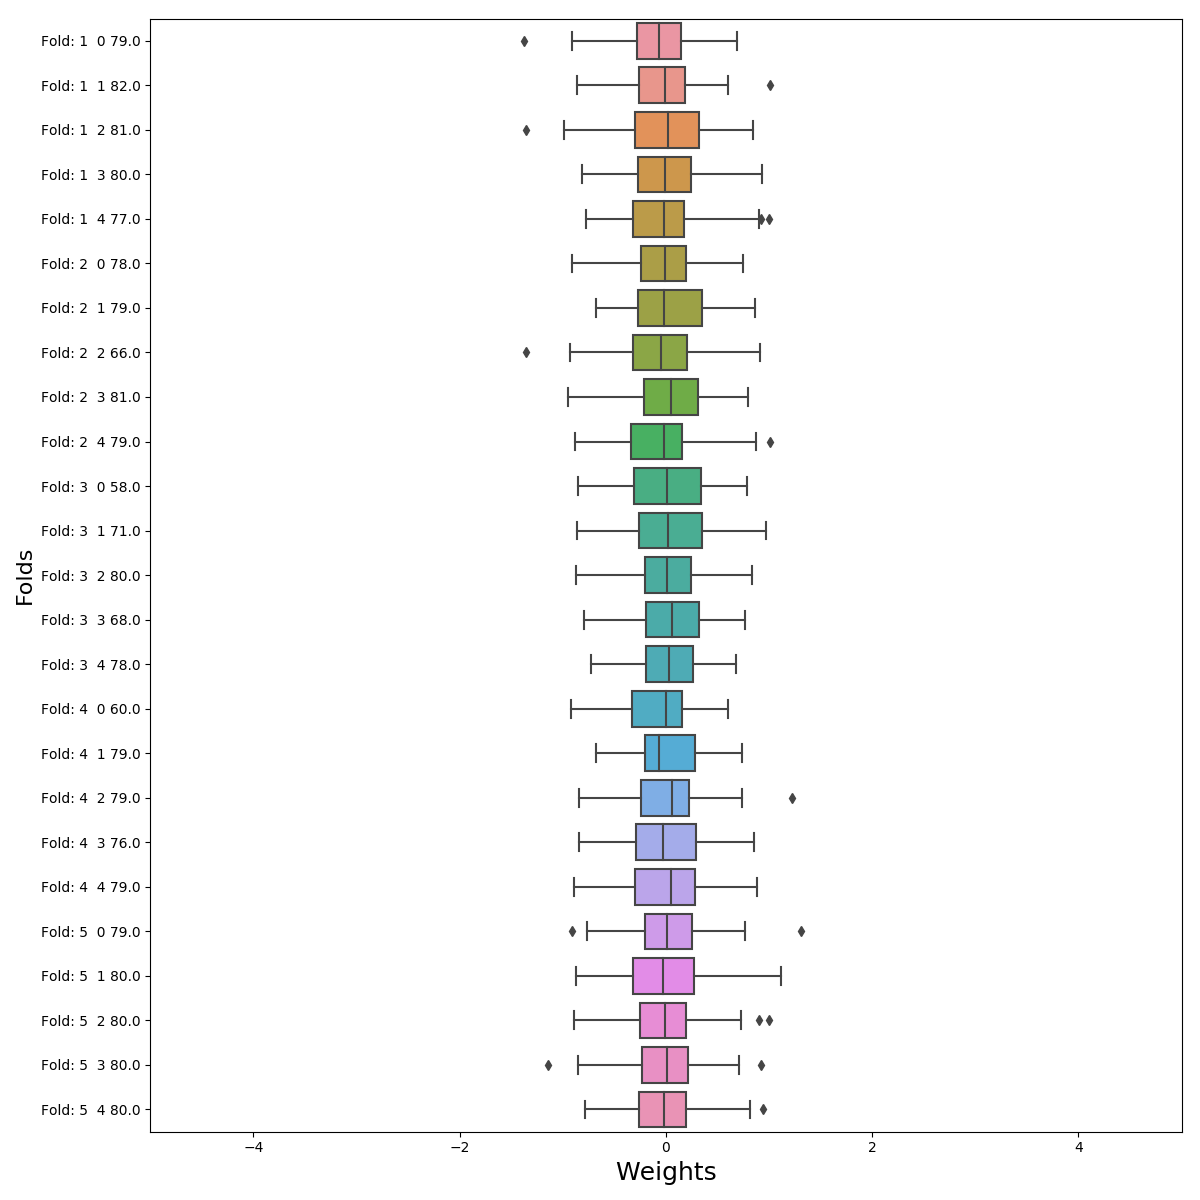 Fold: 1  0 79.0
Fold: 1  1 82.0
Fold: 1  2 81.0
Fold: 1  3 80.0
Fold: 1  4 77.0
Fold: 2  0 78.0
Fold: 2  1 79.0
Fold: 2  2 66.0
Fold: 2  3 81.0
Fold: 2  4 79.0
Fold: 3  0 58.0
Fold: 3  1 71.0
Fold: 3  2 80.0
Fold: 3  3 68.0
Fold: 3  4 78.0
Fold: 4  0 60.0
Fold: 4  1 79.0
Fold: 4  2 79.0
Fold: 4  3 76.0
Fold: 4  4 79.0
Fold: 5  0 79.0
Fold: 5  1 80.0
Fold: 5  2 80.0
Fold: 5  3 80.0
Fold: 5  4 80.0
Folds
−4 −2 0 2 4
Weights